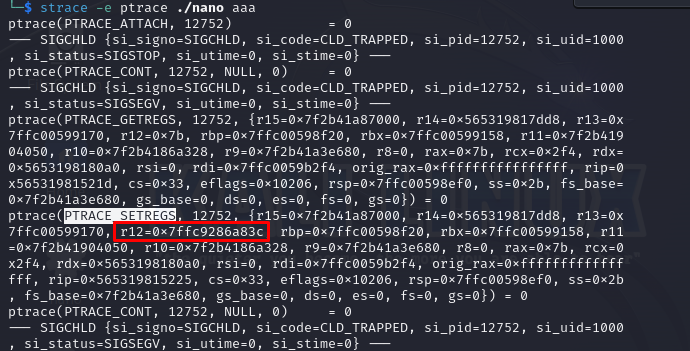 $ strace -e ptrace ./nano aaa
ptrace(PTRACE_ATTACH, 12752)            = 0
─── SIGCHLD {si_signo=SIGCHLD, si_code=CLD_TRAPPED, si_pid=12752, si_uid=1000
, si_status=SIGSTOP, si_utime=0, si_stime=0} ───
ptrace(PTRACE_CONT, 12752, NULL, 0)     = 0
─── SIGCHLD {si_signo=SIGCHLD, si_code=CLD_TRAPPED, si_pid=12752, si_uid=1000
, si_status=SIGSEGV, si_utime=0, si_stime=0} ───
ptrace(PTRACE_GETREGS, 12752, {r15=0×7f2b41a87000, r14=0×565319817dd8, r13=0×
7ffc00599170, r12=0×7b, rbp=0×7ffc00598f20, rbx=0×7ffc00599158, r11=0×7f2b419
04050, r10=0×7f2b4186a328, r9=0×7f2b41a3e680, r8=0, rax=0×7b, rcx=0×2f4, rdx=
0×5653198180a0, rsi=0, rdi=0×7ffc0059b2f4, orig_rax=0×ffffffffffffffff, rip=0
×56531981521d, cs=0×33, eflags=0×10206, rsp=0×7ffc00598ef0, ss=0×2b, fs_base=
0×7f2b41a3e680, gs_base=0, ds=0, es=0, fs=0, gs=0}) = 0
ptrace(PTRACE_SETREGS, 12752, {r15=0×7f2b41a87000, r14=0×565319817dd8, r13=0×
7ffc00599170, r12=0×7ffc9286a83c, rbp=0×7ffc00598f20, rbx=0×7ffc00599158, r11
=0×7f2b41904050, r10=0×7f2b4186a328, r9=0×7f2b41a3e680, r8=0, rax=0×7b, rcx=0
×2f4, rdx=0×5653198180a0, rsi=0, rdi=0×7ffc0059b2f4, orig_rax=0×fffffffffffff
fff, rip=0×565319815225, cs=0×33, eflags=0×10206, rsp=0×7ffc00598ef0, ss=0×2b
, fs_base=0×7f2b41a3e680, gs_base=0, ds=0, es=0, fs=0, gs=0}) = 0
ptrace(PTRACE_CONT, 12752, NULL, 0)     = 0
─── SIGCHLD {si_signo=SIGCHLD, si_code=CLD_TRAPPED, si_pid=12752, si_uid=1000
, si_status=SIGSEGV, si_utime=0, si_stime=0} ───